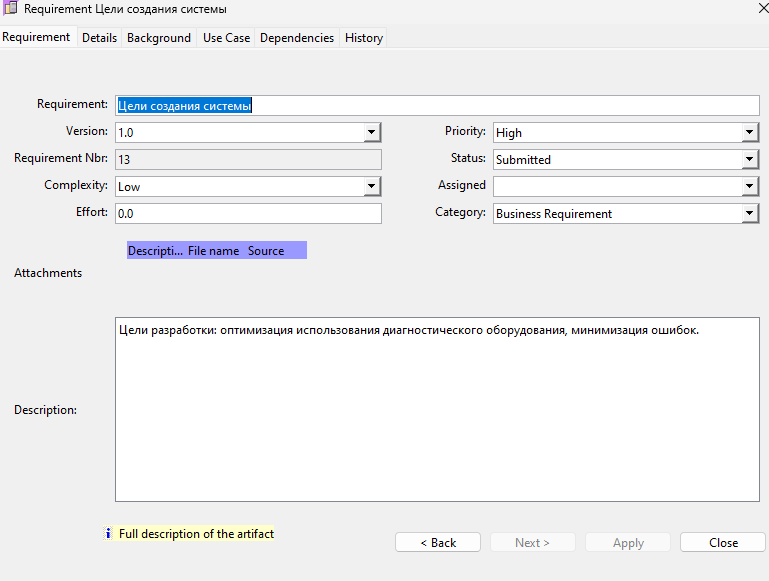 Requirement Цели создания системы
Requirement Details Background Use Case Dependencies History
Requirement: Цели создания системы
Version: 1.0 Priority: High
Requirement Nbr: 13 Status: Submitted
Complexity: Low Assigned
Effort: 0.0 Category: Business Requirement
Descripti... File name Source
Attachments
Цели разработки: оптимизация использования диагностического оборудования, минимизация ошибок.
Description:
i Full description of the artifact
< Back Next > Apply Close